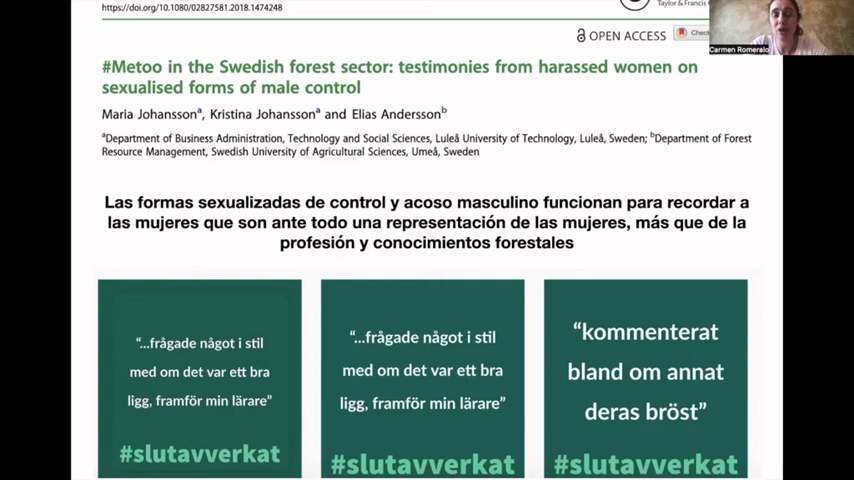 https://doi.org/10.1080/02827581.2018.1474248
Taylor & Francis
OPEN ACCESS
Check
Carmen Romeralo
#Metoo in the Swedish forest sector: testimonies from harassed women on
sexualised forms of male control
Maria Johanssonᵃ, Kristina Johanssonᵃ and Elias Anderssonᵇ
ᵃDepartment of Business Administration, Technology and Social Sciences, Luleå University of Technology, Luleå, Sweden; ᵇDepartment of Forest
Resource Management, Swedish University of Agricultural Sciences, Umeå, Sweden
Las formas sexualizadas de control y acoso masculino funcionan para recordar a
las mujeres que son ante todo una representación de las mujeres, más que de la
profesión y conocimientos forestales
“...frågade något i stil
med om det var ett bra
ligg, framför min lärare”
#slutavverkat
“...frågade något i stil
med om det var ett bra
ligg, framför min lärare”
#slutavverkat
“kommenterat
bland om annat
deras bröst”
#slutavverkat